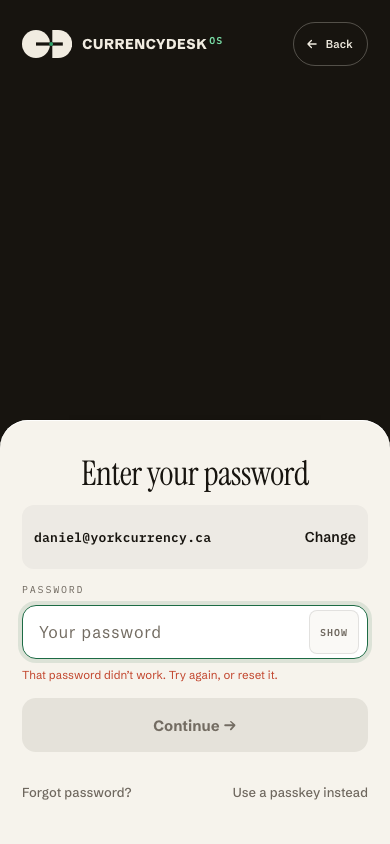 CURRENCYDESK OS
← Back
Enter your password
daniel@yorkcurrency.ca Change
PASSWORD
Your password SHOW
That password didn’t work. Try again, or reset it.
Continue →
Forgot password? Use a passkey instead